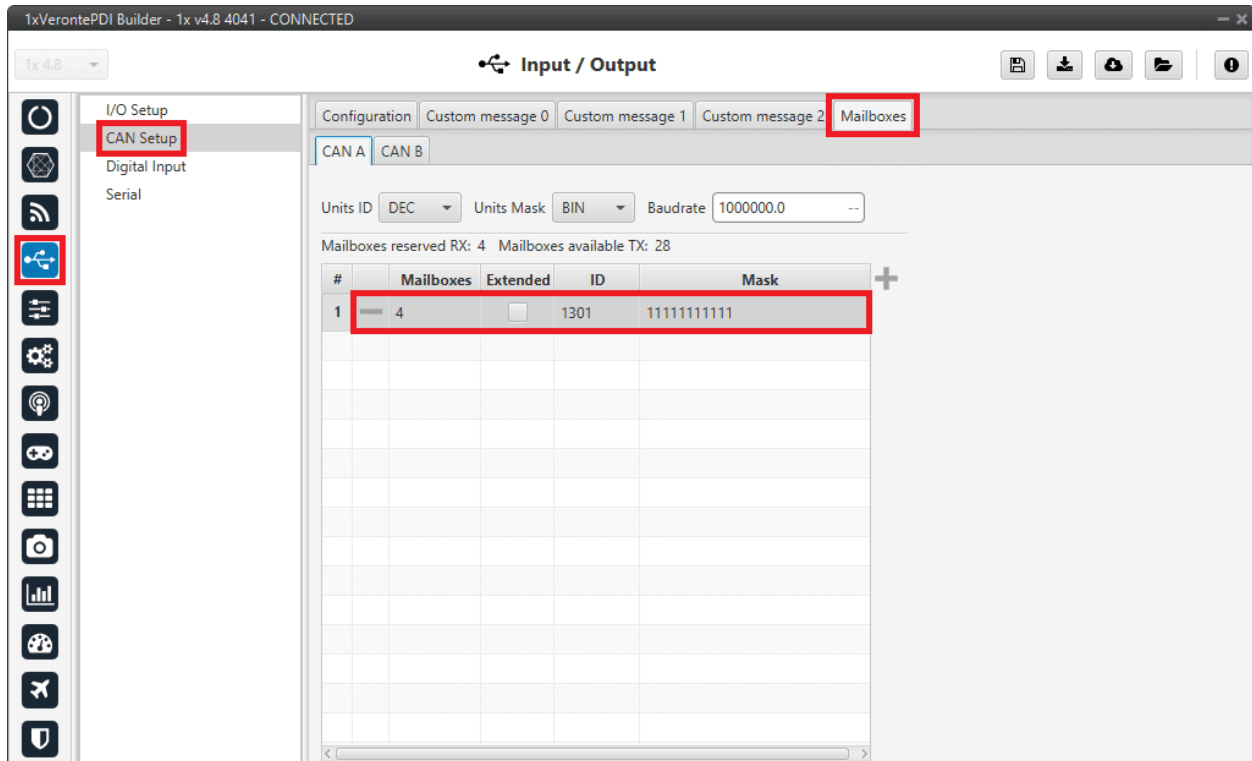 1xVerontePDI Builder - 1x v4.8 4041 - CONNECTED
1x 4.8
Input / Output
I/O Setup
CAN Setup
Digital Input
Serial
Configuration Custom message 0 Custom message 1 Custom message 2 Mailboxes
CAN A CAN B
Units ID DEC Units Mask BIN Baudrate 1000000.0 --
Mailboxes reserved RX: 4 Mailboxes available TX: 28
# Mailboxes Extended ID Mask
1 4 1301 11111111111